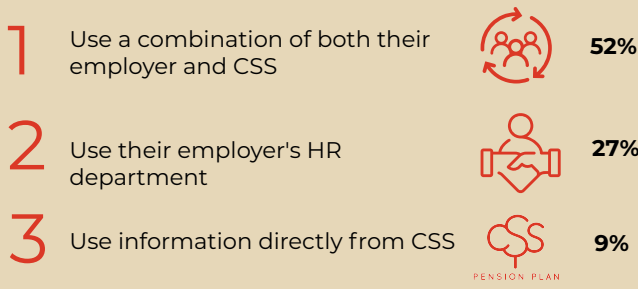 1
Use a combination of both their
employer and CSS
52%
2
Use their employer's HR
department
27%
3
Use information directly from CSS
CSS
PENSION PLAN
9%